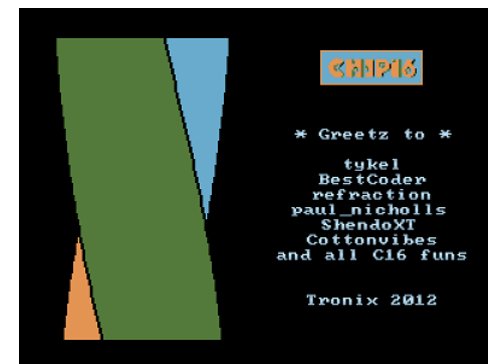 CHIP16
* Greetz to *
tykel
BestCoder
refraction
paul_nicholls
ShendoXT
Cottonvibes
and all C16 funs
Tronix 2012